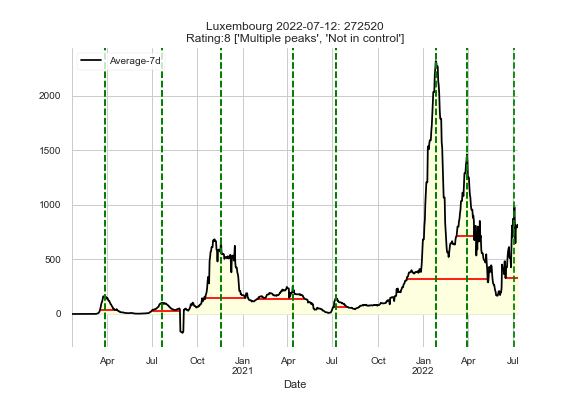 Luxembourg 2022-07-12: 272520
Rating:8 ['Multiple peaks', 'Not in control']
Average-7d
2000
1500
1000
500
0
Apr Jul Oct Jan Apr Jul Oct Jan Apr Jul
2021 2022
Date